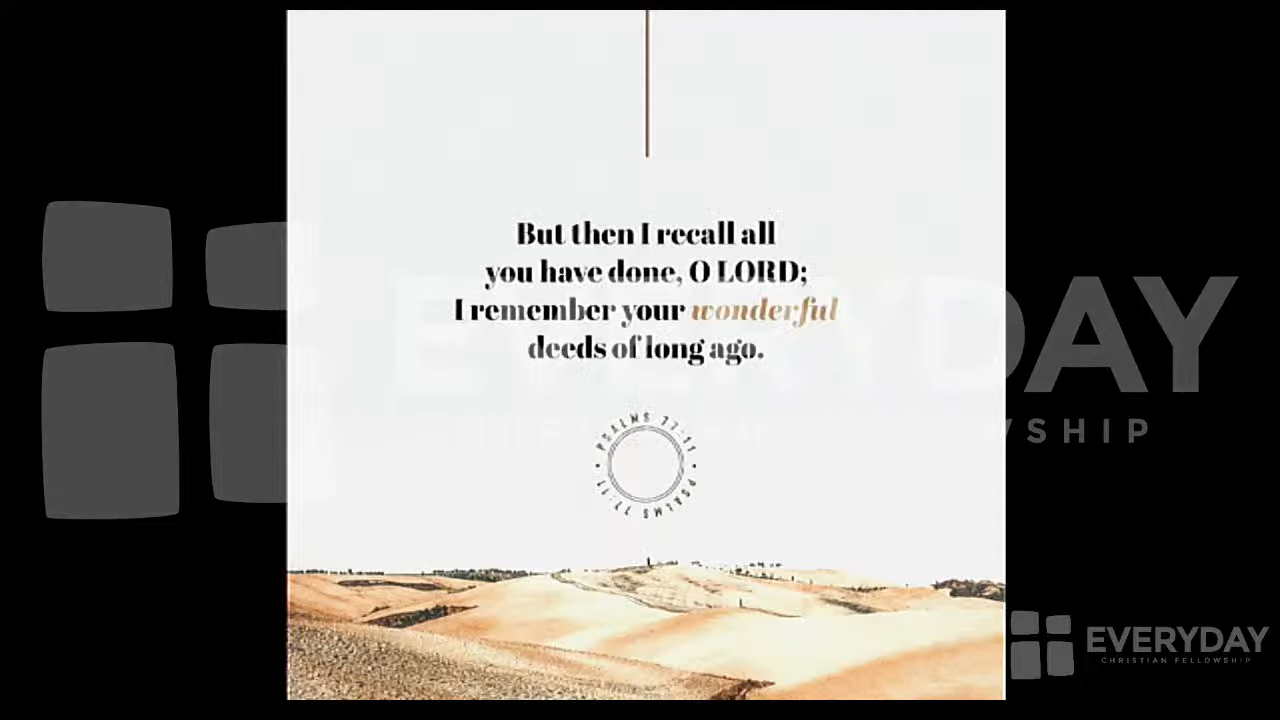 But then I recall all
you have done, O LORD;
I remember your wonderful
deeds of long ago.
PSALMS 77:11 • PSALMS 77:11 •
EVERYDAY
WSHIP
EVERYDAY
CHRISTIAN FELLOWSHIP